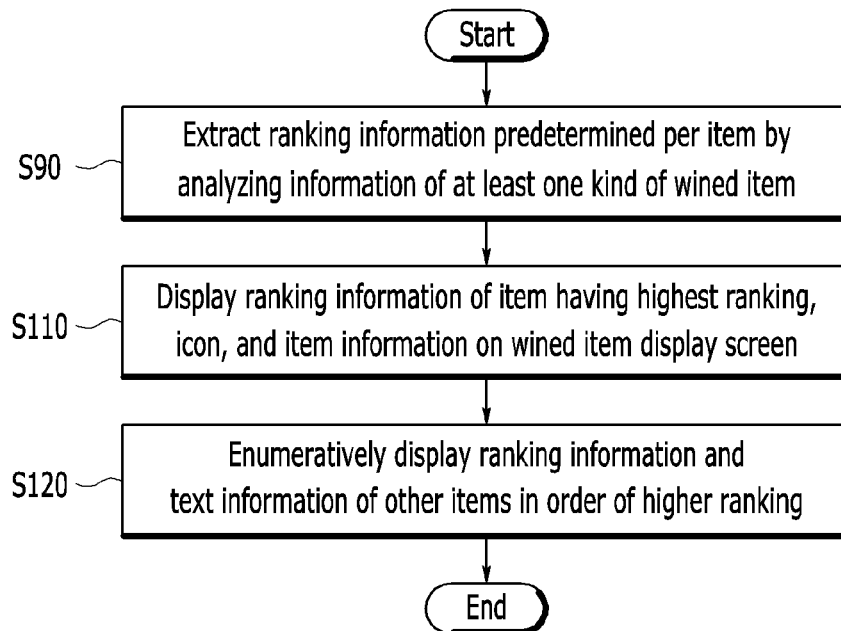 Start
S90
Extract ranking information predetermined per item by
analyzing information of at least one kind of wined item
S110
Display ranking information of item having highest ranking,
icon, and item information on wined item display screen
S120
Enumeratively display ranking information and
text information of other items in order of higher ranking
End